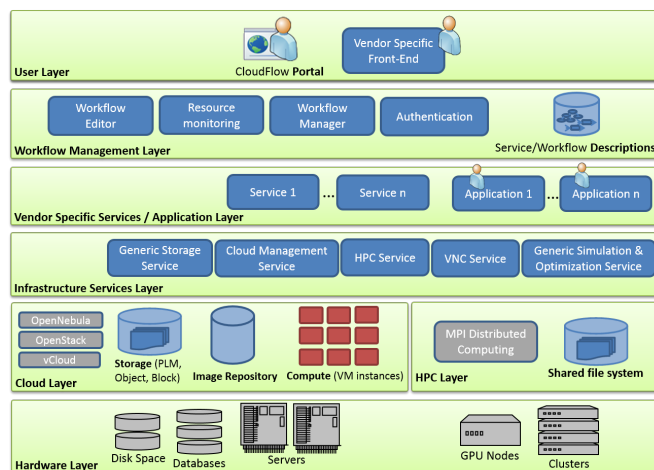 CloudFlow Portal
Vendor Specific
Front-End
User Layer
Workflow
Editor
Resource
monitoring
Workflow
Manager
Authentication
Service/Workflow Descriptions
Workflow Management Layer
Service 1
...
Service n
Application 1
...
Application n
Vendor Specific Services / Application Layer
Generic Storage
Service
Cloud Management
Service
HPC Service
VNC Service
Generic Simulation &
Optimization Service
Infrastructure Services Layer
OpenNebula
OpenStack
vCloud
Storage (PLM,
Object, Block)
Image Repository
Compute (VM instances)
Cloud Layer
MPI Distributed
Computing
Shared file system
HPC Layer
Disk Space
Databases
Servers
GPU Nodes
Clusters
Hardware Layer